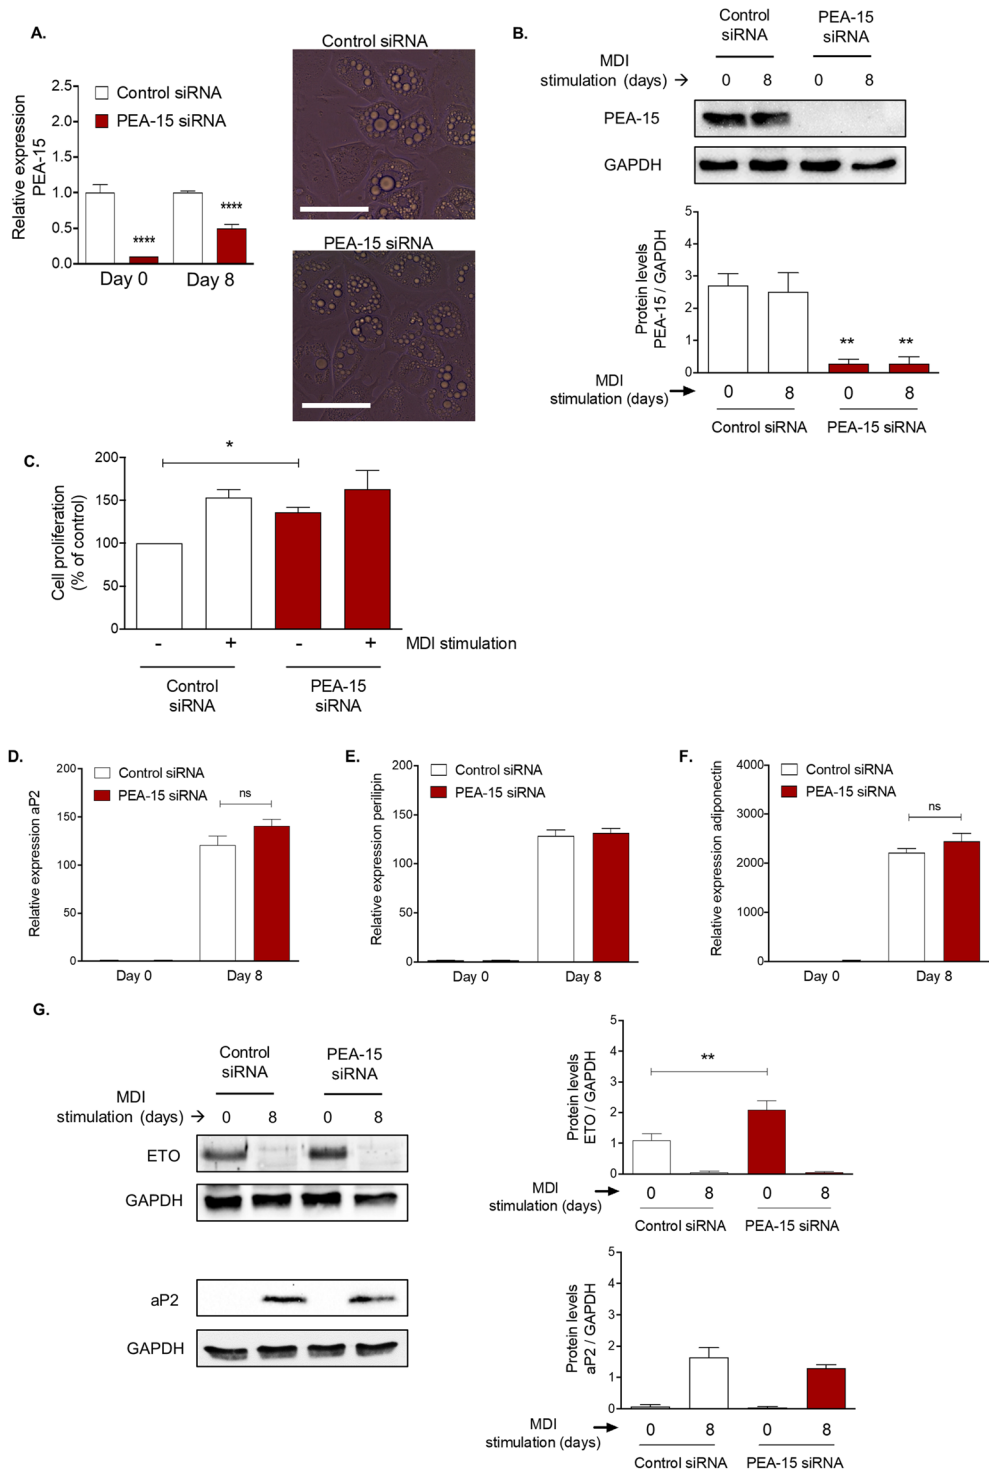 A.
Relative expression
PEA-15
2.5
2.0
1.5
1.0
0.5
0.0
Control siRNA
PEA-15 siRNA
****
****
Day 0
Day 8
Control siRNA
PEA-15 siRNA
B.
Control
siRNA
PEA-15
siRNA
MDI
stimulation (days) →
0
8
0
8
PEA-15
GAPDH
Protein levels
PEA-15 / GAPDH
5
4
3
2
1
0
**
**
MDI
stimulation (days)
0
8
0
8
Control siRNA
PEA-15 siRNA
C.
Cell proliferation
(% of control)
200
150
100
50
0
*
-
+
-
+
MDI stimulation
Control
siRNA
PEA-15
siRNA
D.
Relative expression aP2
200
150
100
50
0
Control siRNA
PEA-15 siRNA
ns
Day 0
Day 8
E.
Relative expression perilipin
200
150
100
50
0
Control siRNA
PEA-15 siRNA
Day 0
Day 8
F.
Relative expression adiponectin
4000
3000
2000
1000
0
Control siRNA
PEA-15 siRNA
ns
Day 0
Day 8
G.
Control
siRNA
PEA-15
siRNA
MDI
stimulation (days) →
0
8
0
8
ETO
GAPDH
aP2
GAPDH
Protein levels
ETO / GAPDH
5
4
3
2
1
0
**
MDI
stimulation (days)
0
8
0
8
Control siRNA
PEA-15 siRNA
Protein levels
aP2 / GAPDH
5
4
3
2
1
0
MDI
stimulation (days)
0
8
0
8
Control siRNA
PEA-15 siRNA